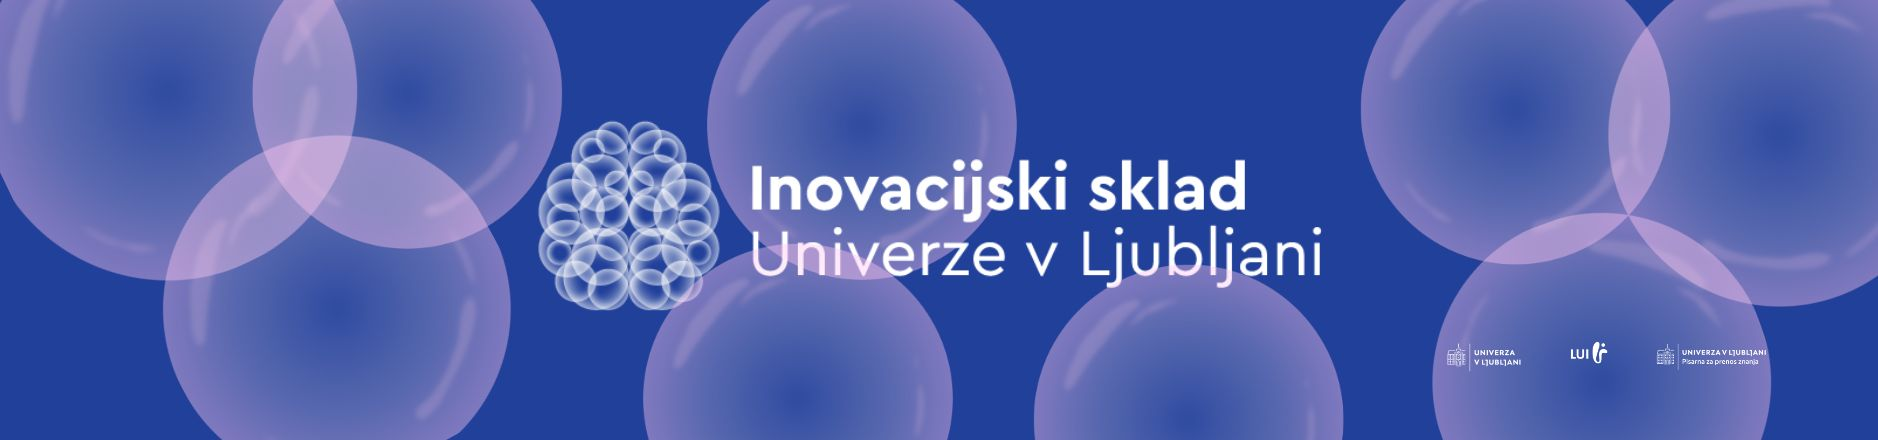 Inovacijski sklad
Univerze v Ljubljani
UNIVERZA
V LJUBLJANI
LUI
UNIVERZA V LJUBLJANI
Pisarna za prenos znanja